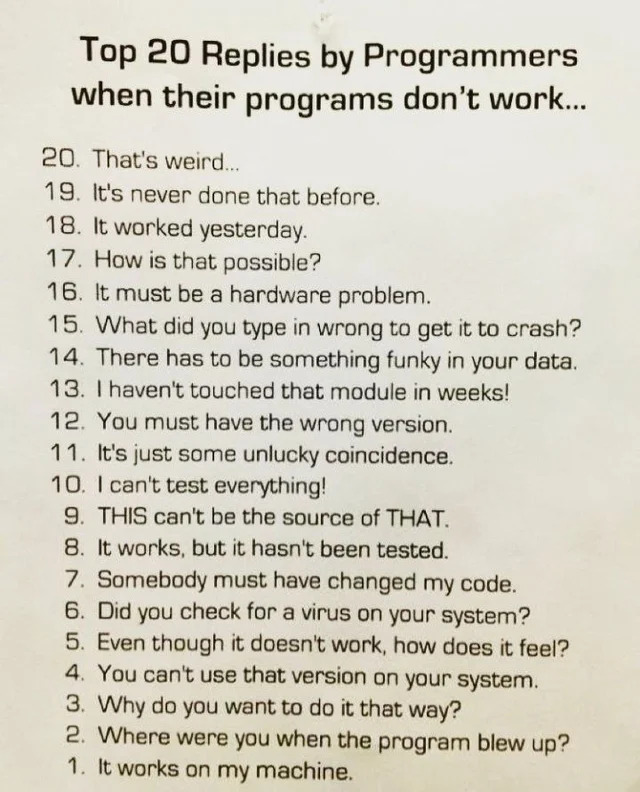 Top 20 Replies by Programmers
when their programs don't work...
20. That's weird...
19. It's never done that before.
18. It worked yesterday.
17. How is that possible?
16. It must be a hardware problem.
15. What did you type in wrong to get it to crash?
14. There has to be something funky in your data.
13. I haven't touched that module in weeks!
12. You must have the wrong version.
11. It's just some unlucky coincidence.
10. I can't test everything!
9. THIS can't be the source of THAT.
8. It works, but it hasn't been tested.
7. Somebody must have changed my code.
6. Did you check for a virus on your system?
5. Even though it doesn't work, how does it feel?
4. You can't use that version on your system.
3. Why do you want to do it that way?
2. Where were you when the program blew up?
1. It works on my machine.